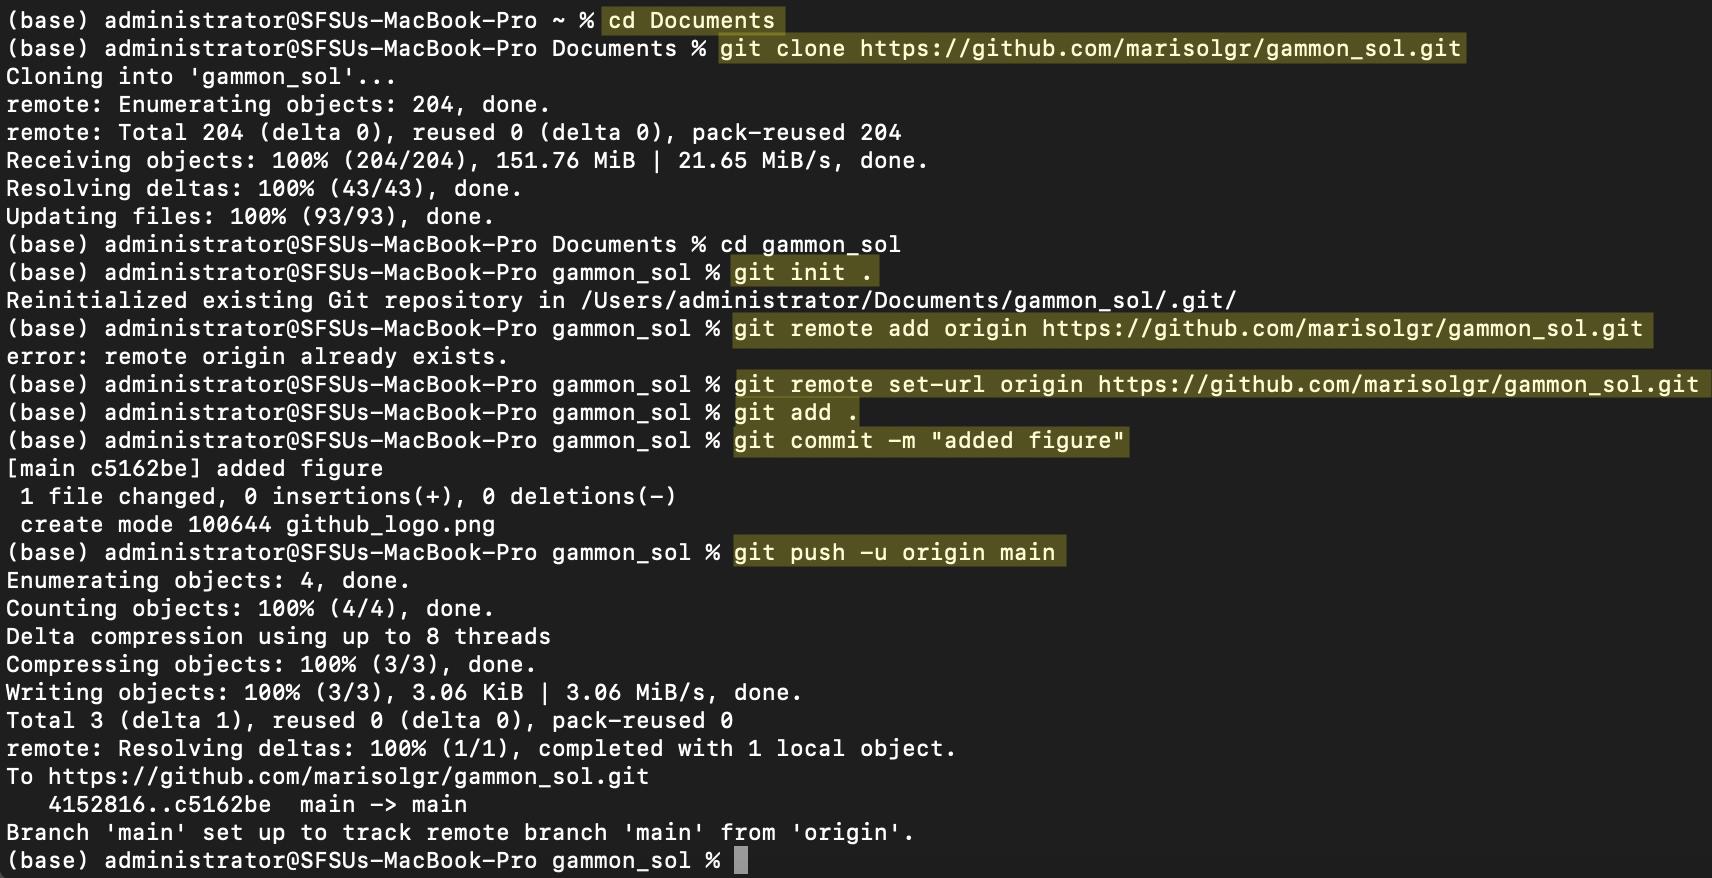 (base) administrator@SFSUs-MacBook-Pro ~ % cd Documents
(base) administrator@SFSUs-MacBook-Pro Documents % git clone https://github.com/marisolgr/gammon_sol.git
Cloning into 'gammon_sol'...
remote: Enumerating objects: 204, done.
remote: Total 204 (delta 0), reused 0 (delta 0), pack-reused 204
Receiving objects: 100% (204/204), 151.76 MiB | 21.65 MiB/s, done.
Resolving deltas: 100% (43/43), done.
Updating files: 100% (93/93), done.
(base) administrator@SFSUs-MacBook-Pro Documents % cd gammon_sol
(base) administrator@SFSUs-MacBook-Pro gammon_sol % git init .
Reinitialized existing Git repository in /Users/administrator/Documents/gammon_sol/.git/
(base) administrator@SFSUs-MacBook-Pro gammon_sol % git remote add origin https://github.com/marisolgr/gammon_sol.git
error: remote origin already exists.
(base) administrator@SFSUs-MacBook-Pro gammon_sol % git remote set-url origin https://github.com/marisolgr/gammon_sol.git
(base) administrator@SFSUs-MacBook-Pro gammon_sol % git add .
(base) administrator@SFSUs-MacBook-Pro gammon_sol % git commit -m "added figure"
[main c5162be] added figure
 1 file changed, 0 insertions(+), 0 deletions(-)
 create mode 100644 github_logo.png
(base) administrator@SFSUs-MacBook-Pro gammon_sol % git push -u origin main
Enumerating objects: 4, done.
Counting objects: 100% (4/4), done.
Delta compression using up to 8 threads
Compressing objects: 100% (3/3), done.
Writing objects: 100% (3/3), 3.06 KiB | 3.06 MiB/s, done.
Total 3 (delta 1), reused 0 (delta 0), pack-reused 0
remote: Resolving deltas: 100% (1/1), completed with 1 local object.
To https://github.com/marisolgr/gammon_sol.git
   4152816..c5162be  main -> main
Branch 'main' set up to track remote branch 'main' from 'origin'.
(base) administrator@SFSUs-MacBook-Pro gammon_sol %